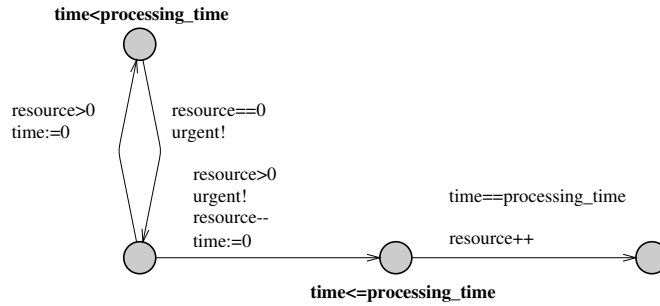 time<processing_time
resource>0
time:=0
resource==0
urgent!
resource>0
urgent!
resource--
time:=0
time==processing_time
resource++
time<=processing_time